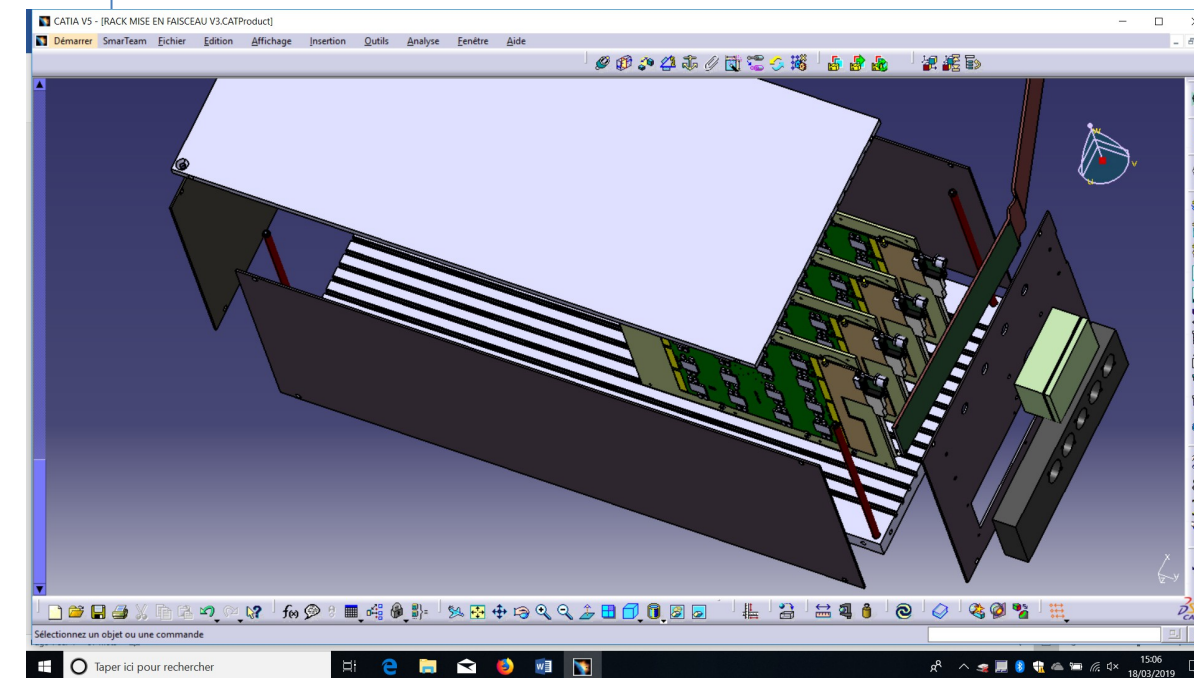 CATIA V5 - [RACK MISE EN FAISCEAU V3.CATProduct]
Démarrer SmarTeam Fichier Edition Affichage Insertion Outils Analyse Fenêtre Aide
w
v
u
x
y
f(x)
Sélectionnez un objet ou une commande
Taper ici pour rechercher
15:06
18/03/2019